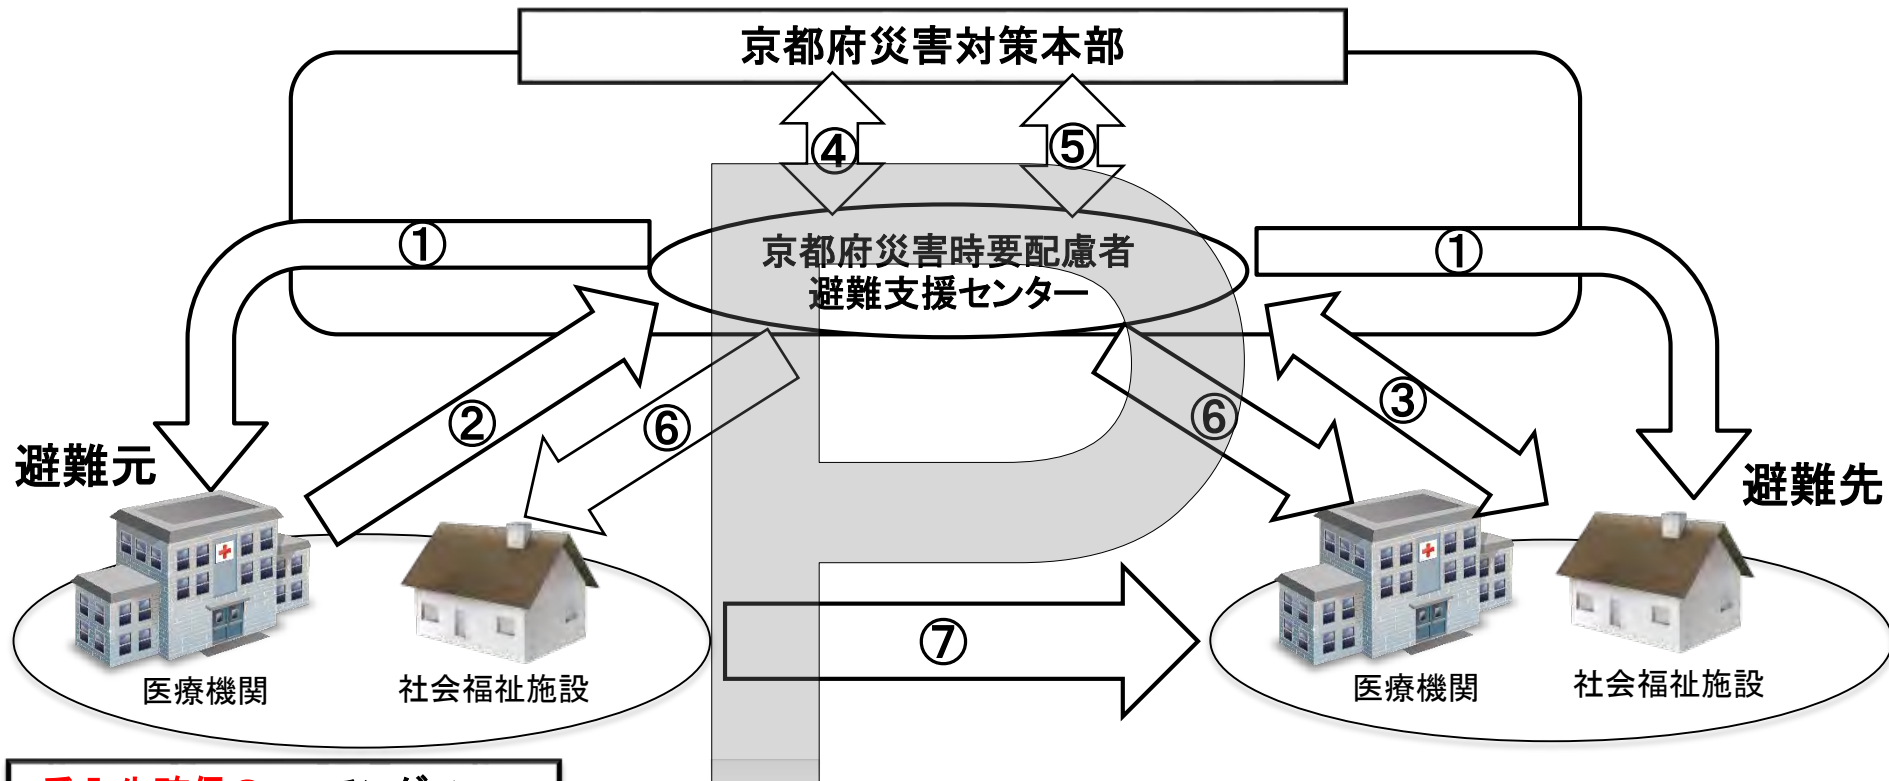 京都府災害対策本部
④
⑤
京都府災害時要配慮者
避難支援センター
①
①
②
⑥
⑥
③
避難元
避難先
⑦
医療機関
社会福祉施設
医療機関
社会福祉施設
P